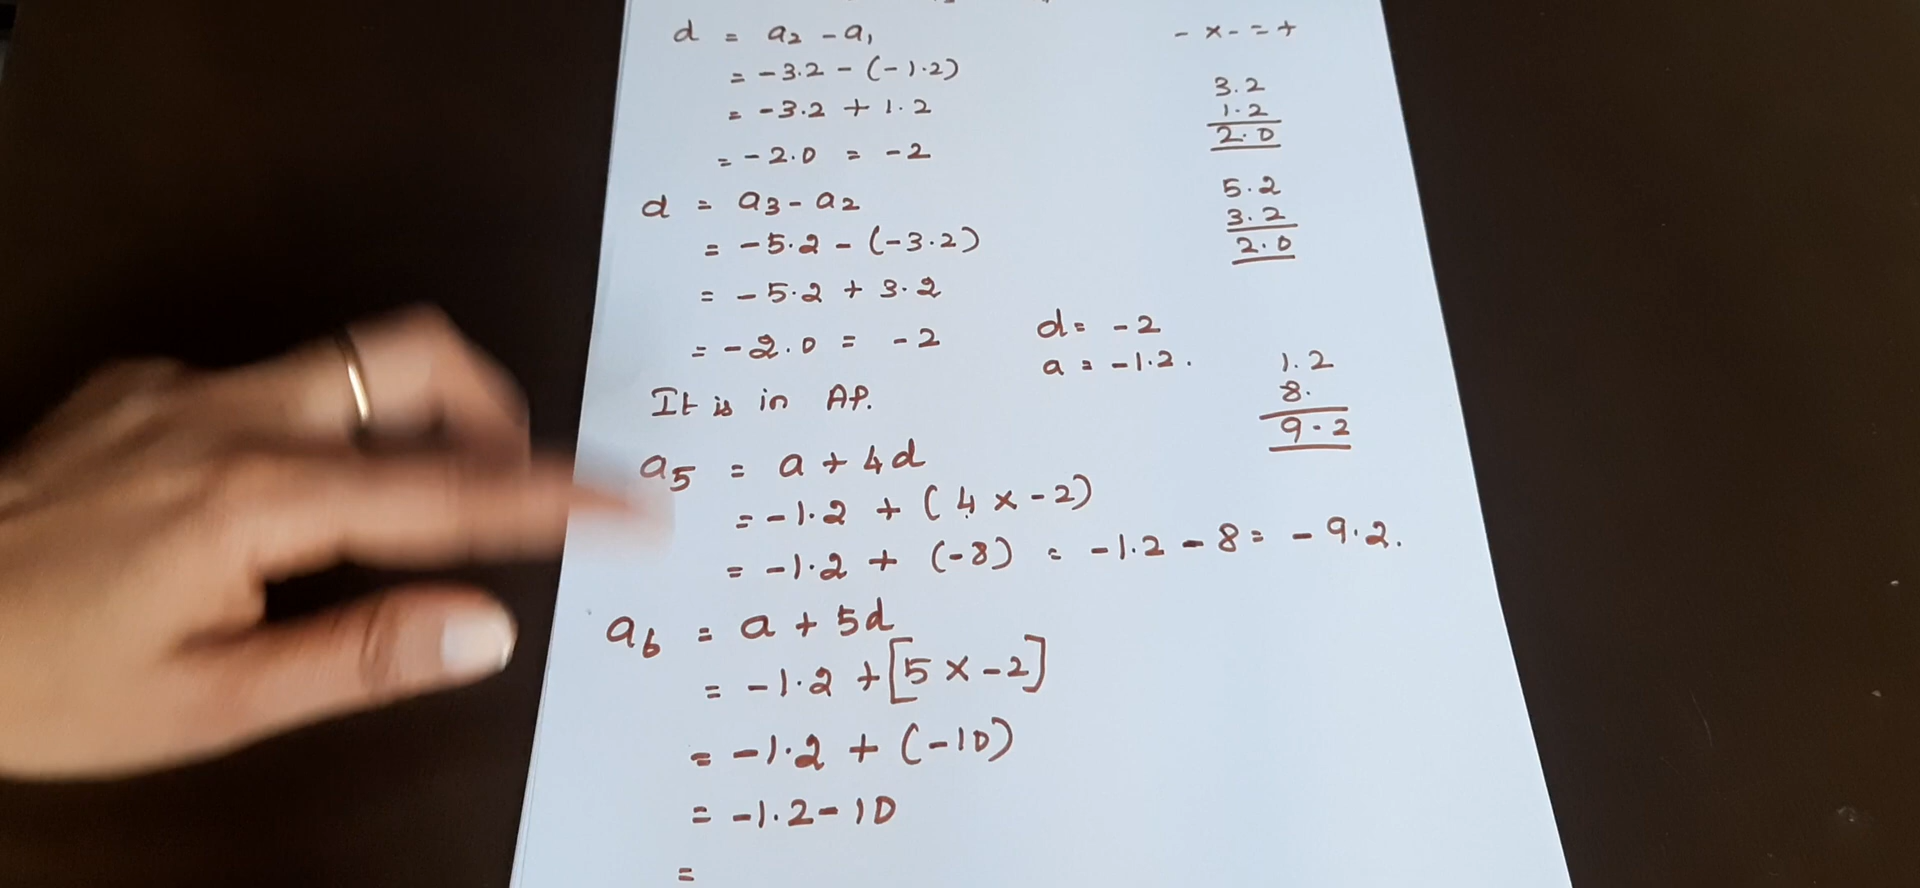 d = a2 - a1
= -3.2 - (-1.2)
= -3.2 + 1.2
= -2.0 = -2
d = a3 - a2
= -5.2 - (-3.2)
= -5.2 + 3.2
= -2.0 = -2
It is in AP.
- x - = +
3.2
1.2
2.0
5.2
3.2
2.0
d = -2
a = -1.2.
1.2
8.
9.2
a5 = a + 4d
= -1.2 + (4 x -2)
= -1.2 + (-8) = -1.2 - 8 = -9.2.
a6 = a + 5d
= -1.2 + [5 x -2]
= -1.2 + (-10)
= -1.2 - 10
=